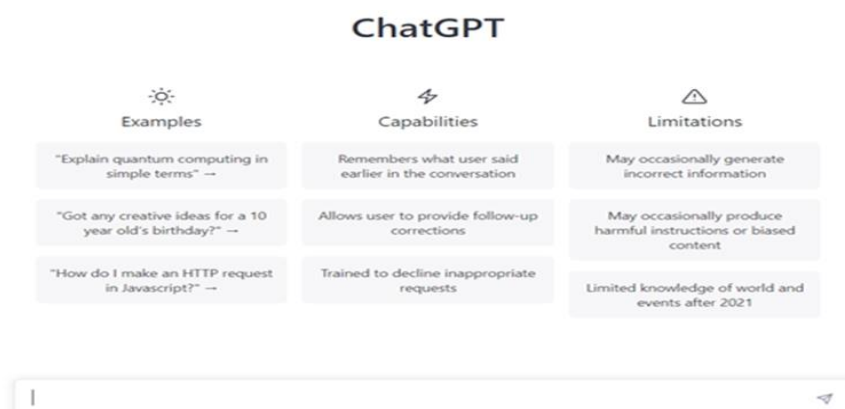 ChatGPT
Examples
"Explain quantum computing in
simple terms" →
"Got any creative ideas for a 10
year old's birthday?" →
"How do I make an HTTP request
in Javascript?" →
Capabilities
Remembers what user said
earlier in the conversation
Allows user to provide follow-up
corrections
Trained to decline inappropriate
requests
Limitations
May occasionally generate
incorrect information
May occasionally produce
harmful instructions or biased
content
Limited knowledge of world and
events after 2021